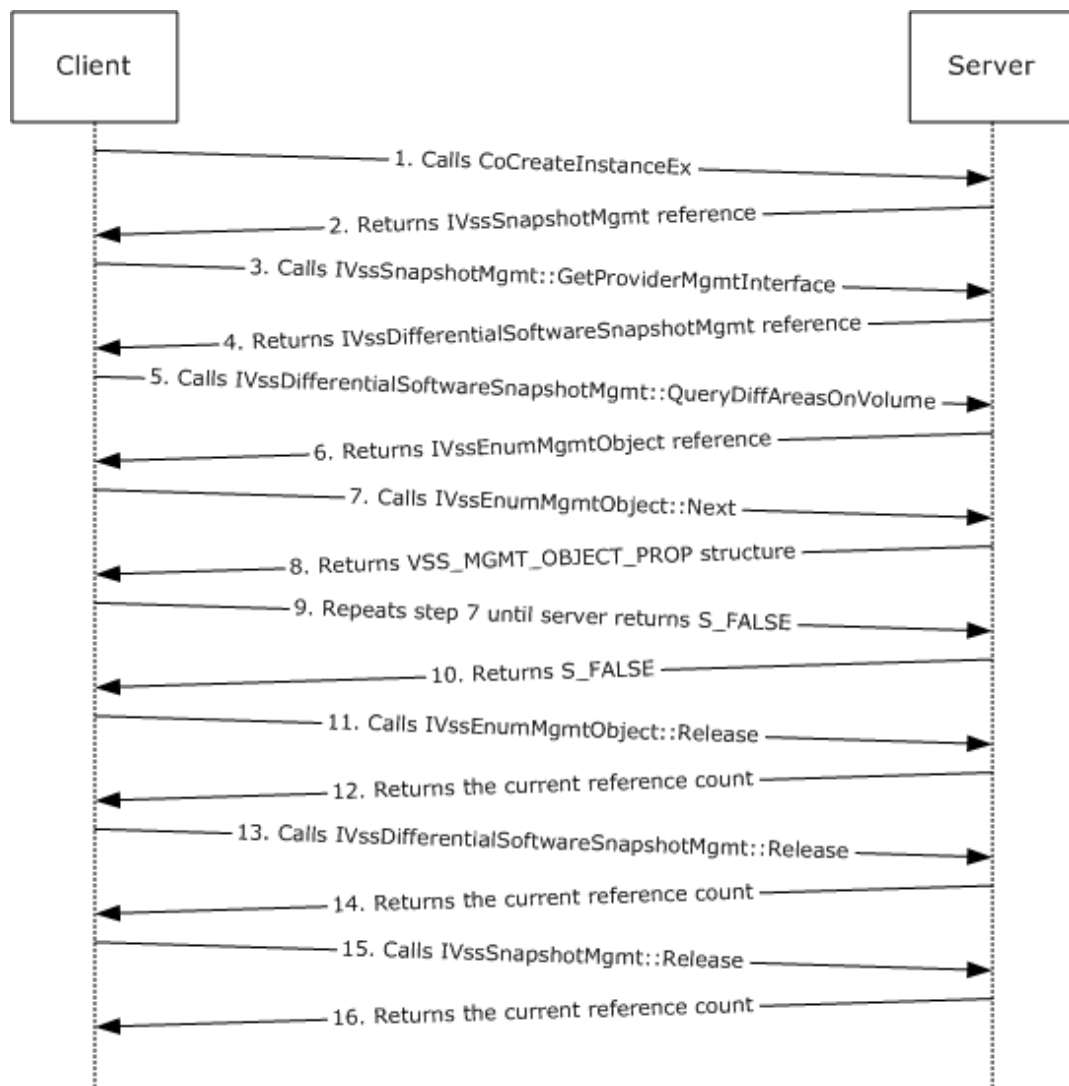 Client
Server
1. Calls CoCreateInstanceEx
2. Returns IVssSnapshotMgmt reference
3. Calls IVssSnapshotMgmt::GetProviderMgmtInterface
4. Returns IVssDifferentialSoftwareSnapshotMgmt reference
5. Calls IVssDifferentialSoftwareSnapshotMgmt::QueryDiffAreasOnVolume
6. Returns IVssEnumMgmtObject reference
7. Calls IVssEnumMgmtObject::Next
8. Returns VSS_MGMT_OBJECT_PROP structure
9. Repeats step 7 until server returns S_FALSE
10. Returns S_FALSE
11. Calls IVssEnumMgmtObject::Release
12. Returns the current reference count
13. Calls IVssDifferentialSoftwareSnapshotMgmt::Release
14. Returns the current reference count
15. Calls IVssSnapshotMgmt::Release
16. Returns the current reference count